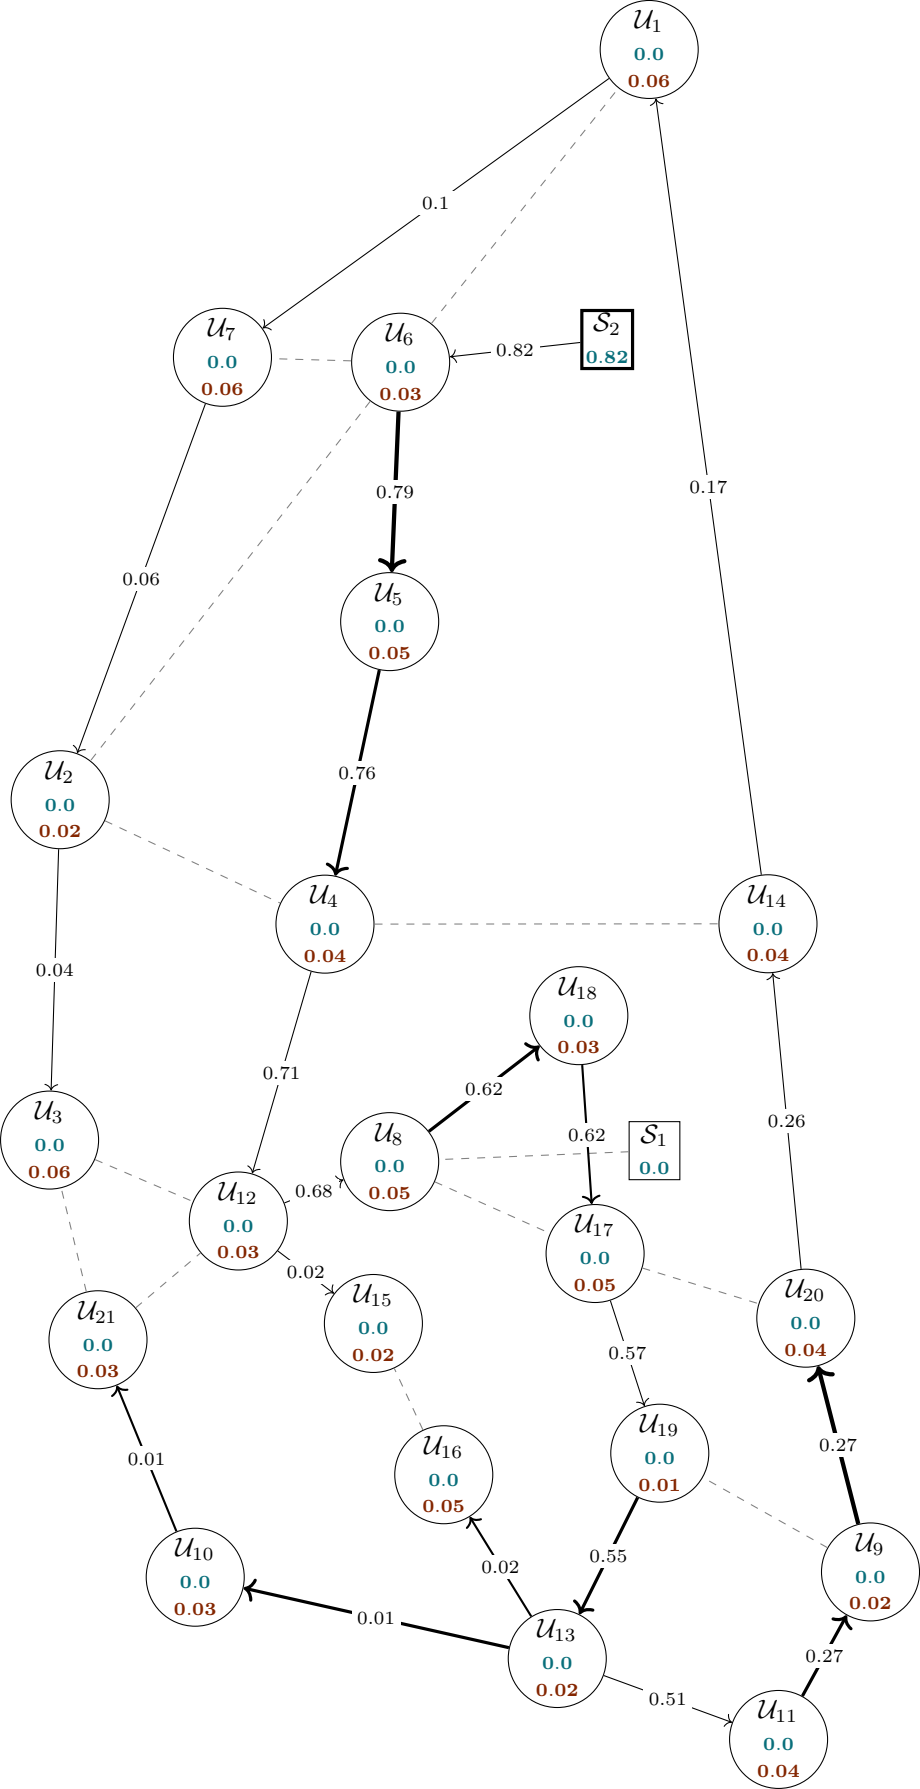 𝒰₁
0.0
0.06
0.1
𝒰₇
0.0
0.06
𝒰₆
0.0
0.03
0.82
𝒮₂
0.82
0.79
0.17
0.06
𝒰₅
0.0
0.05
0.76
𝒰₂
0.0
0.02
𝒰₄
0.0
0.04
𝒰₁₄
0.0
0.04
0.04
𝒰₁₈
0.0
0.03
0.71
0.62
𝒰₃
0.0
0.06
𝒰₈
0.0
0.05
0.62
𝒮₁
0.0
0.26
𝒰₁₂
0.0
0.03
0.68
𝒰₁₇
0.0
0.05
0.02
𝒰₂₁
0.0
0.03
𝒰₁₅
0.0
0.02
𝒰₂₀
0.0
0.04
0.57
𝒰₁₉
0.0
0.01
0.27
0.01
𝒰₁₆
0.0
0.05
𝒰₁₀
0.0
0.03
0.02
0.55
𝒰₉
0.0
0.02
0.01
𝒰₁₃
0.0
0.02
0.27
0.51
𝒰₁₁
0.0
0.04